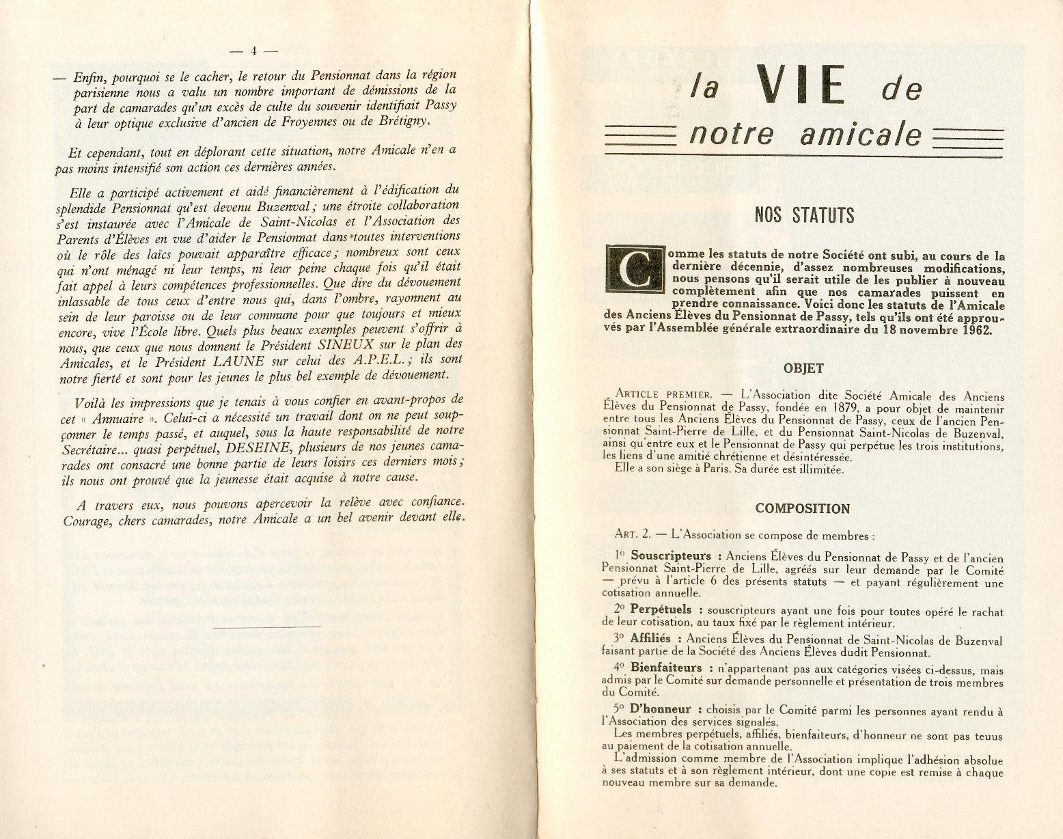 — 4 —
— Enfin, pourquoi se le cacher, le retour du Pensionnat dans la région
parisienne nous a valu un nombre important de démissions de la
part de camarades qu'un excès de culte du souvenir identifiait Passy
à leur optique exclusive d'ancien de Froyennes ou de Brétigny.
Et cependant, tout en déplorant cette situation, notre Amicale n'en a
pas moins intensifié son action ces dernières années.
Elle a participé activement et aidé financièrement à l'édification du
splendide Pensionnat qu'est devenu Buzenval ; une étroite collaboration
s'est instaurée avec l'Amicale de Saint-Nicolas et l'Association des
Parents d'Élèves en vue d'aider le Pensionnat dans toutes interventions
où le rôle des laïcs pouvait apparaître efficace ; nombreux sont ceux
qui n'ont ménagé ni leur temps, ni leur peine chaque fois qu'il était
fait appel à leurs compétences professionnelles. Que dire du dévouement
inlassable de tous ceux d'entre nous qui, dans l'ombre, rayonnent au
sein de leur paroisse ou de leur commune pour que toujours et mieux
encore, vive l'École libre. Quels plus beaux exemples peuvent s'offrir à
nous, que ceux que nous donnent le Président SINEUX sur le plan des
Amicales, et le Président LAUNE sur celui des A.P.E.L. ; ils sont
notre fierté et sont pour les jeunes le plus bel exemple de dévouement.
Voilà les impressions que je tenais à vous confier en avant-propos de
cet « Annuaire ». Celui-ci a nécessité un travail dont on ne peut soup-
çonner le temps passé, et auquel, sous la haute responsabilité de notre
Secrétaire... quasi perpétuel, DESEINE, plusieurs de nos jeunes cama-
rades ont consacré une bonne partie de leurs loisirs ces derniers mois ;
ils nous ont prouvé que la jeunesse était acquise à notre cause.
A travers eux, nous pouvons apercevoir la relève avec confiance.
Courage, chers camarades, notre Amicale a un bel avenir devant elle.
la VIE de
notre amicale
NOS STATUTS
Comme les statuts de notre Société ont subi, au cours de la
dernière décennie, d'assez nombreuses modifications,
nous pensons qu'il serait utile de les publier à nouveau
complètement afin que nos camarades puissent en
prendre connaissance. Voici donc les statuts de l'Amicale
des Anciens Élèves du Pensionnat de Passy, tels qu'ils ont été approu-
vés par l'Assemblée générale extraordinaire du 18 novembre 1962.
OBJET
ARTICLE PREMIER. — L'Association dite Société Amicale des Anciens
Élèves du Pensionnat de Passy, fondée en 1879, a pour objet de maintenir
entre tous les Anciens Élèves du Pensionnat de Passy, ceux de l'ancien Pen-
sionnat Saint-Pierre de Lille, et du Pensionnat Saint-Nicolas de Buzenval,
ainsi qu'entre eux et le Pensionnat de Passy qui perpétue les trois institutions,
les liens d'une amitié chrétienne et désintéressée.
Elle a son siège à Paris. Sa durée est illimitée.
COMPOSITION
ART. 2. — L'Association se compose de membres :
1° Souscripteurs : Anciens Élèves du Pensionnat de Passy et de l'ancien
Pensionnat Saint-Pierre de Lille, agréés sur leur demande par le Comité
— prévu à l'article 6 des présents statuts — et payant régulièrement une
cotisation annuelle.
2° Perpétuels : souscripteurs ayant une fois pour toutes opéré le rachat
de leur cotisation, au taux fixé par le règlement intérieur.
3° Affiliés : Anciens Élèves du Pensionnat de Saint-Nicolas de Buzenval
faisant partie de la Société des Anciens Élèves dudit Pensionnat.
4° Bienfaiteurs : n'appartenant pas aux catégories visées ci-dessus, mais
admis par le Comité sur demande personnelle et présentation de trois membres
du Comité.
5° D'honneur : choisis par le Comité parmi les personnes ayant rendu à
l'Association des services signalés.
Les membres perpétuels, affiliés, bienfaiteurs, d'honneur ne sont pas teuus
au paiement de la cotisation annuelle.
L'admission comme membre de l'Association implique l'adhésion absolue
à ses statuts et à son règlement intérieur, dont une copie est remise à chaque
nouveau membre sur sa demande.